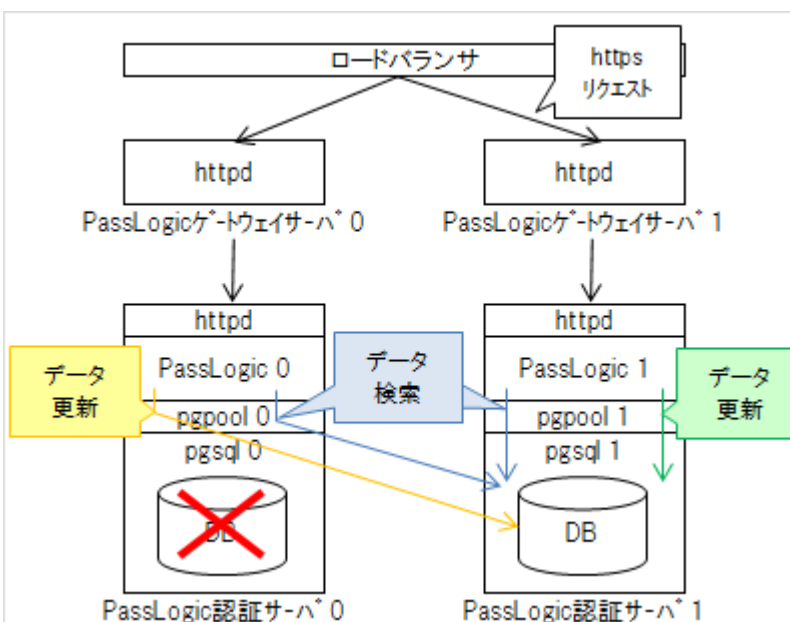 ロードバランサ
https
リクエスト
httpd
httpd
PassLogicゲートウェイサーバ 0
PassLogicゲートウェイサーバ 1
httpd
httpd
データ
更新
PassLogic 0
データ
検索
PassLogic 1
データ
更新
pgpool 0
pgpool 1
pgsql 0
pgsql 1
DB
DB
PassLogic認証サーバ 0
PassLogic認証サーバ 1